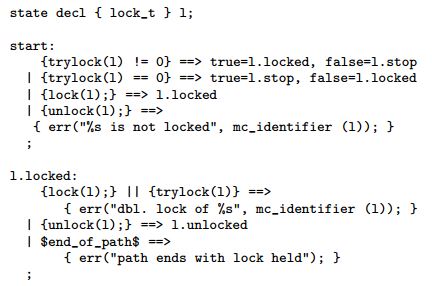 state decl { lock_t } l;
start:
{trylock(l) != 0} ==> true=l.locked, false=l.stop
| {trylock(l) == 0} ==> true=l.stop, false=l.locked
| {lock(l);} ==> l.locked
| {unlock(l);} ==>
{ err("%s is not locked", mc_identifier (l)); }
;
l.locked:
{lock(l);} || {trylock(l)} ==>
{ err("dbl. lock of %s", mc_identifier (l)); }
| {unlock(l);} ==> l.unlocked
| $end_of_path$ ==>
{ err("path ends with lock held"); }
;